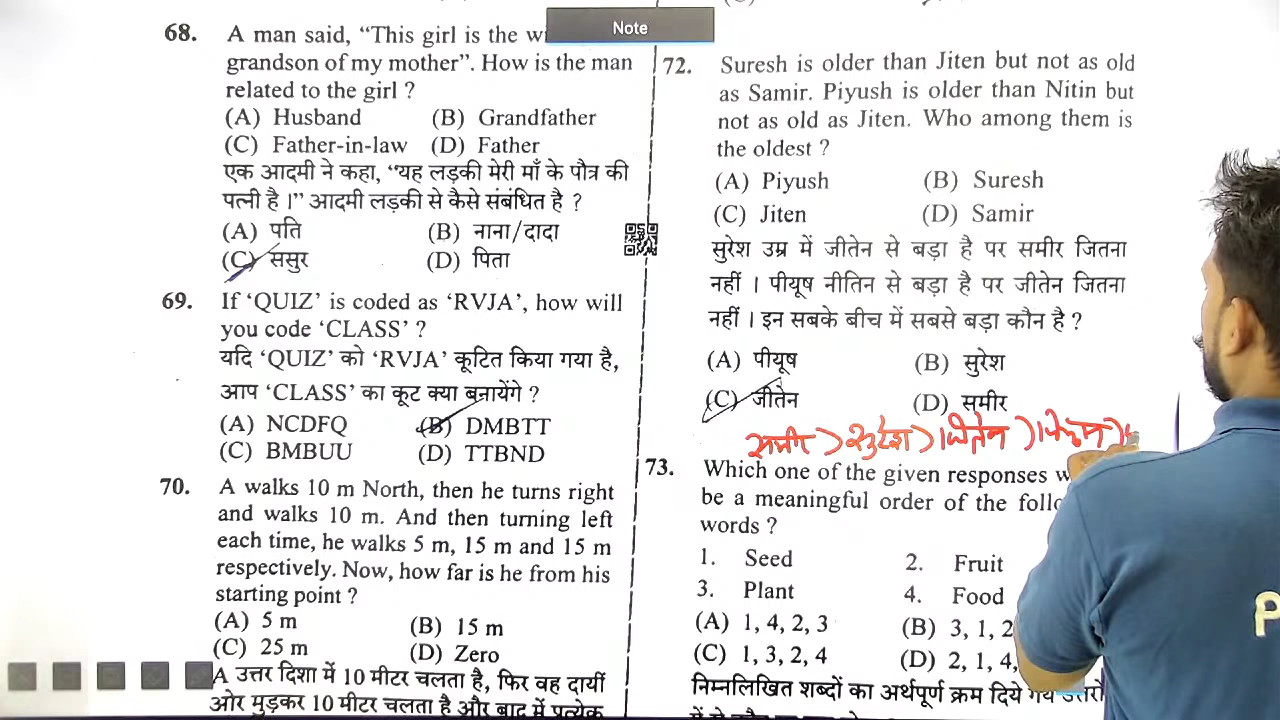 Note
68. A man said, “This girl is the
grandson of my mother”. How is the man
related to the girl ?
(A) Husband (B) Grandfather
(C) Father-in-law (D) Father
एक आदमी ने कहा, “यह लड़की मेरी माँ के पौत्र की
पत्नी है ।” आदमी लड़की से कैसे संबंधित है ?
(A) पति (B) नाना/दादा
(C) ससुर (D) पिता
69. If ‘QUIZ’ is coded as ‘RVJA’, how will
you code ‘CLASS’ ?
यदि ‘QUIZ’ को ‘RVJA’ कूटित किया गया है,
आप ‘CLASS’ का कूट क्या बनायेंगे ?
(A) NCDFQ (B) DMBTT
(C) BMBUU (D) TTBND
70. A walks 10 m North, then he turns right
and walks 10 m. And then turning left
each time, he walks 5 m, 15 m and 15 m
respectively. Now, how far is he from his
starting point ?
(A) 5 m (B) 15 m
(C) 25 m (D) Zero
A उत्तर दिशा में 10 मीटर चलता है, फिर वह दायीं
ओर मुड़कर 10 मीटर चलता है और बाद में प्रत्येक
72. Suresh is older than Jiten but not as old
as Samir. Piyush is older than Nitin but
not as old as Jiten. Who among them is
the oldest ?
(A) Piyush (B) Suresh
(C) Jiten (D) Samir
सुरेश उम्र में जीतेन से बड़ा है पर समीर जितना
नहीं । पीयूष नीतिन से बड़ा है पर जीतेन जितना
नहीं । इन सबके बीच में सबसे बड़ा कौन है ?
(A) पीयूष (B) सुरेश
(C) जीतेन (D) समीर
समीर > सुरेश > जितेन >
73. Which one of the given responses
be a meaningful order of the
words ?
1. Seed 2. Fruit
3. Plant 4. Food
(A) 1, 4, 2, 3 (B) 3, 1, 2
(C) 1, 3, 2, 4 (D) 2, 1, 4,
निम्नलिखित शब्दों का अर्थपूर्ण क्रम दिये गये
P